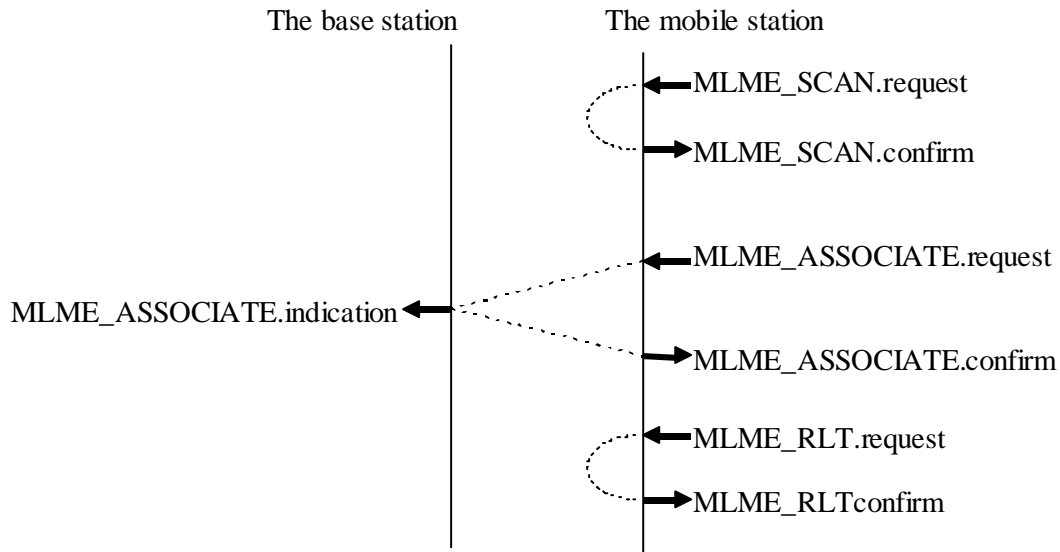 The base station
The mobile station
MLME_SCAN.request
MLME_SCAN.confirm
MLME_ASSOCIATE.request
MLME_ASSOCIATE.indication
MLME_ASSOCIATE.confirm
MLME_RLT.request
MLME_RLTconfirm